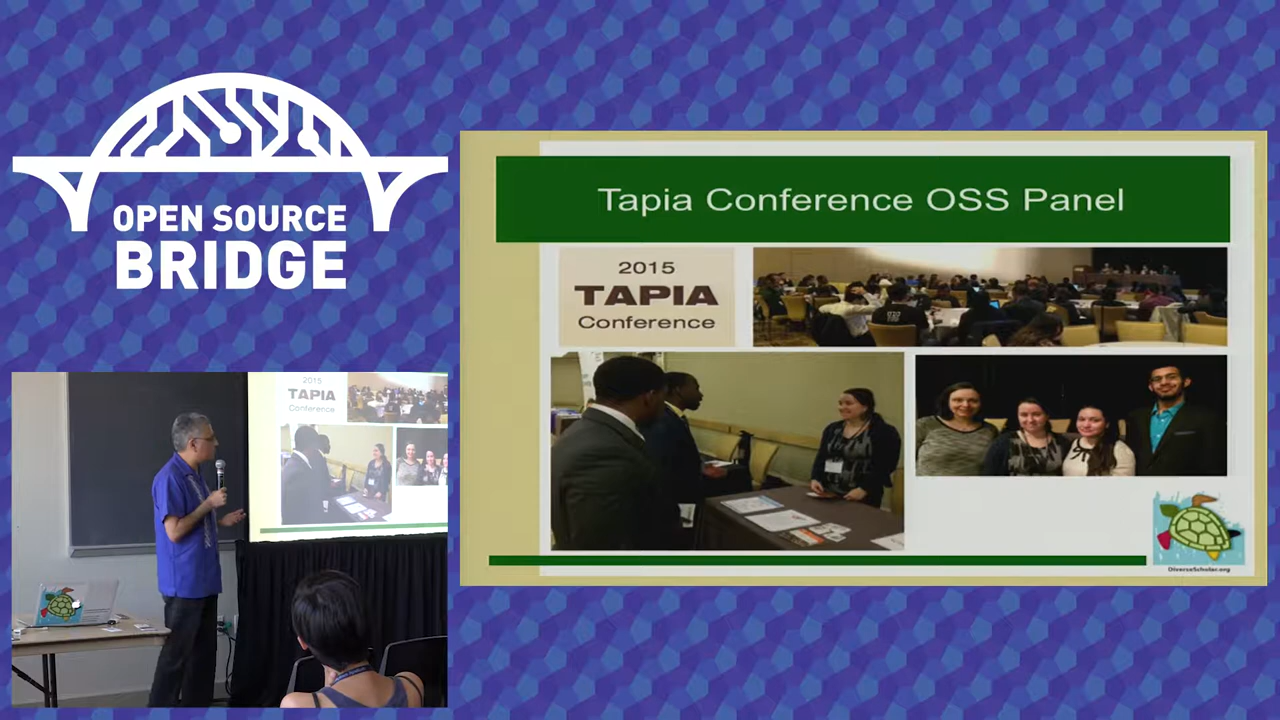 OPEN SOURCE
BRIDGE
Tapia Conference OSS Panel
2015
TAPIA
Conference
DiverseScholar.org
2015
TAPIA
Conference